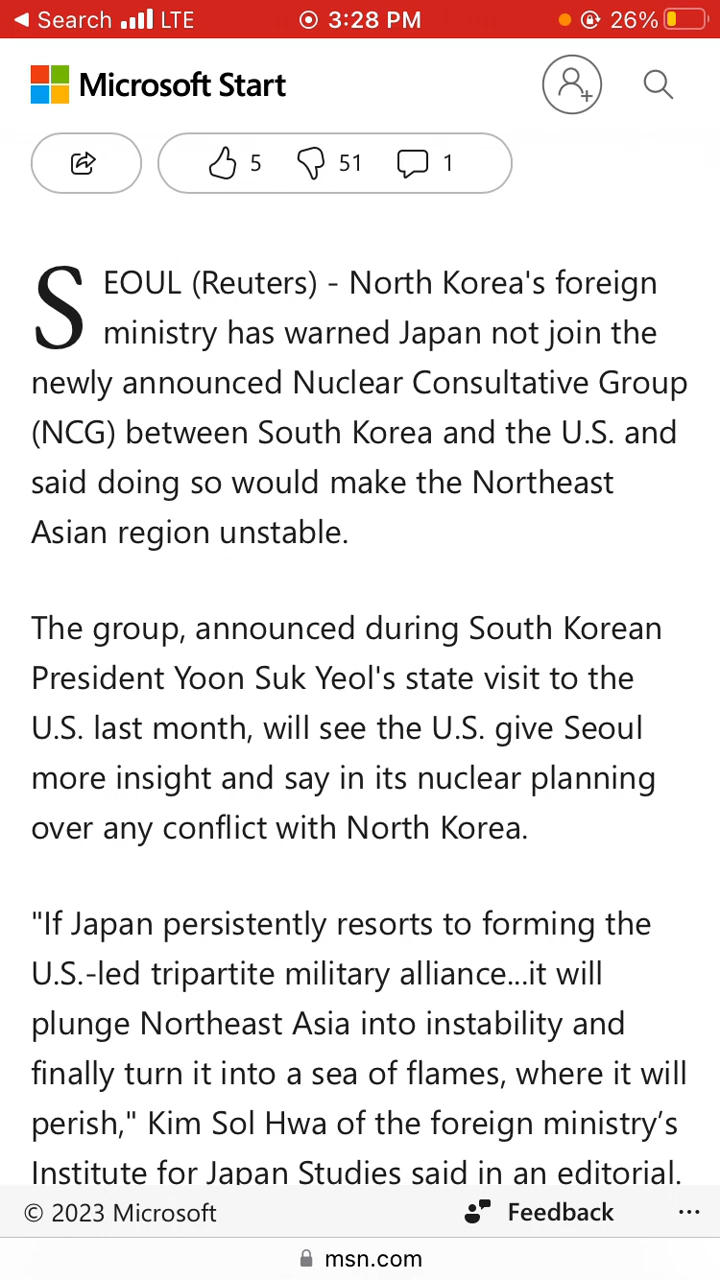 Search LTE 3:28 PM 26%
Microsoft Start
5 51 1
SEOUL (Reuters) - North Korea's foreign
ministry has warned Japan not join the
newly announced Nuclear Consultative Group
(NCG) between South Korea and the U.S. and
said doing so would make the Northeast
Asian region unstable.
The group, announced during South Korean
President Yoon Suk Yeol's state visit to the
U.S. last month, will see the U.S. give Seoul
more insight and say in its nuclear planning
over any conflict with North Korea.
"If Japan persistently resorts to forming the
U.S.-led tripartite military alliance...it will
plunge Northeast Asia into instability and
finally turn it into a sea of flames, where it will
perish," Kim Sol Hwa of the foreign ministry’s
Institute for Japan Studies said in an editorial.
© 2023 Microsoft Feedback ...
msn.com